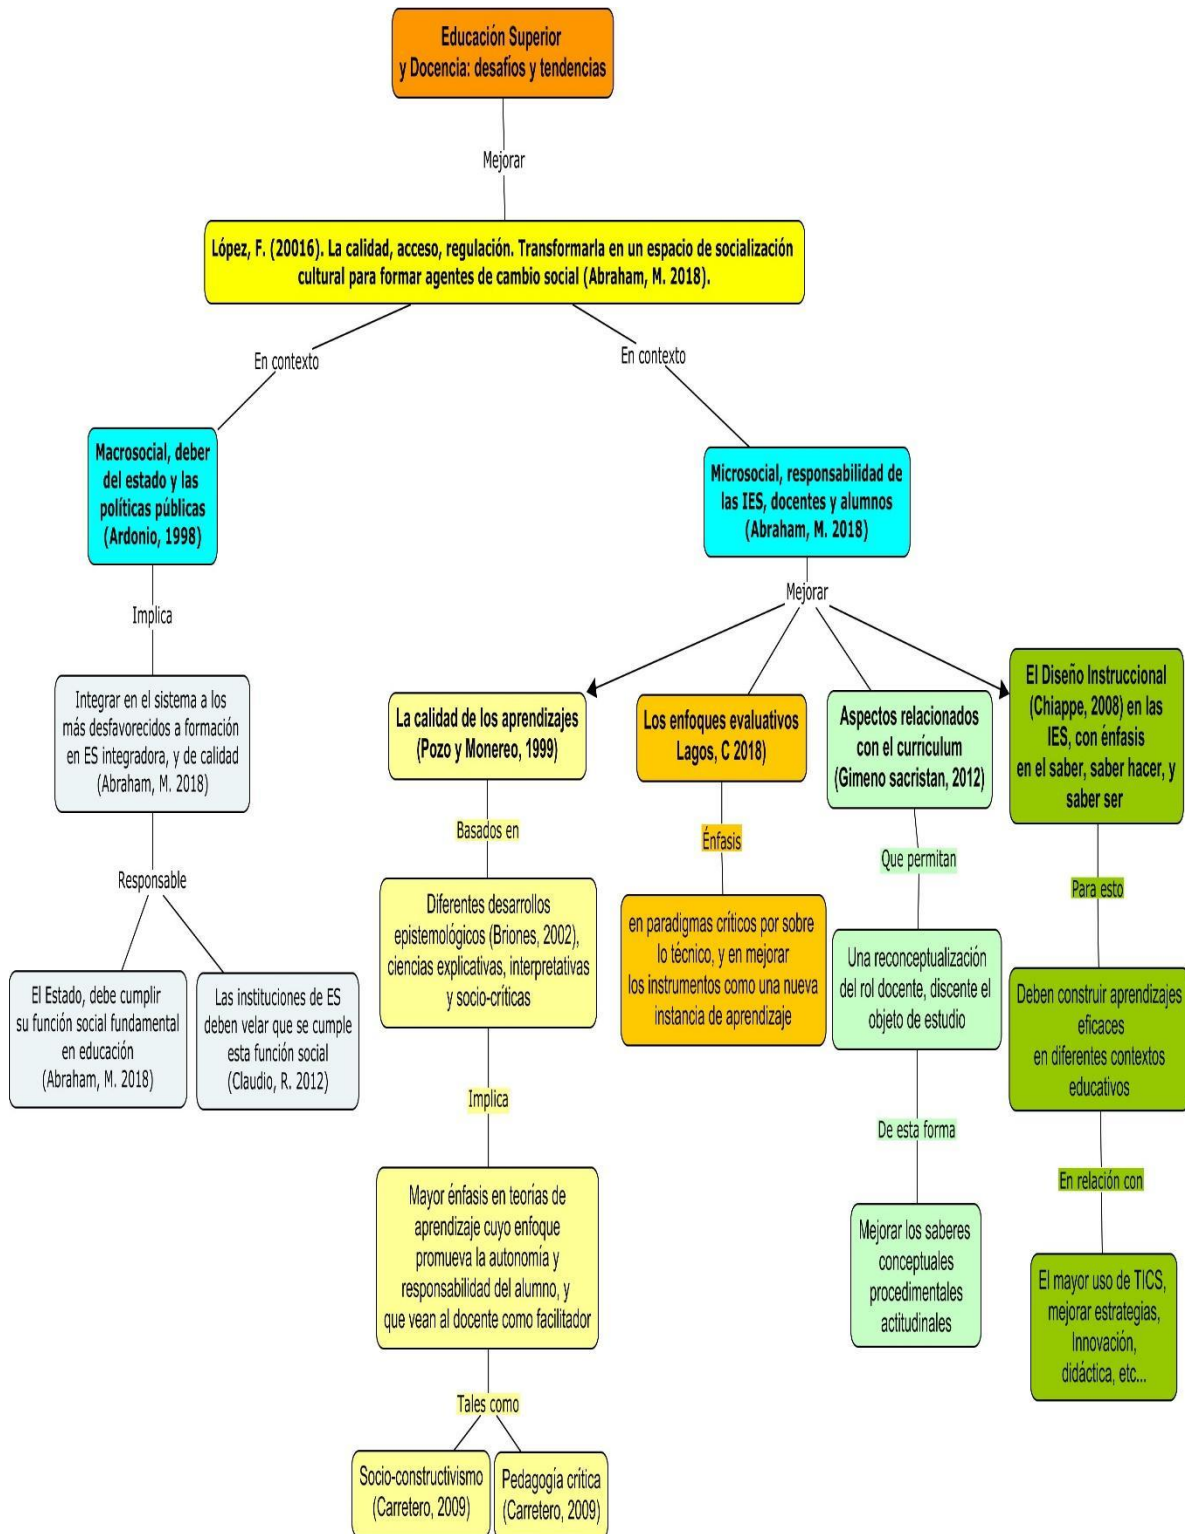 Educación Superior
y Docencia: desafíos y tendencias
Mejorar
López, F. (20016). La calidad, acceso, regulación. Transformarla en un espacio de socialización
cultural para formar agentes de cambio social (Abraham, M. 2018).
En contexto
En contexto
Macrosocial, deber
del estado y las
políticas públicas
(Ardonio, 1998)
Implica
Integrar en el sistema a los
más desfavorecidos a formación
en ES integradora, y de calidad
(Abraham, M. 2018)
Responsable
El Estado, debe cumplir
su función social fundamental
en educación
(Abraham, M. 2018)
Las instituciones de ES
deben velar que se cumple
esta función social
(Claudio, R. 2012)
Microsocial, responsabilidad de
las IES, docentes y alumnos
(Abraham, M. 2018)
Mejorar
La calidad de los aprendizajes
(Pozo y Monereo, 1999)
Basados en
Diferentes desarrollos
epistemológicos (Briones, 2002),
ciencias explicativas, interpretativas
y socio-críticas
Implica
Mayor énfasis en teorías de
aprendizaje cuyo enfoque
promueva la autonomía y
responsabilidad del alumno, y
que vean al docente como facilitador
Tales como
Socio-constructivismo
(Carretero, 2009)
Pedagogía crítica
(Carretero, 2009)
Los enfoques evaluativos
Lagos, C 2018)
Énfasis
en paradigmas críticos por sobre
lo técnico, y en mejorar
los instrumentos como una nueva
instancia de aprendizaje
Aspectos relacionados
con el currículum
(Gimeno sacristan, 2012)
Que permitan
Una reconceptualización
del rol docente, discente el
objeto de estudio
De esta forma
Mejorar los saberes
conceptuales
procedimentales
actitudinales
El Diseño Instruccional
(Chiappe, 2008) en las
IES, con énfasis
en el saber, saber hacer, y
saber ser
Para esto
Deben construir aprendizajes
eficaces
en diferentes contextos
educativos
En relación con
El mayor uso de TICS,
mejorar estrategias,
Innovación,
didáctica, etc...